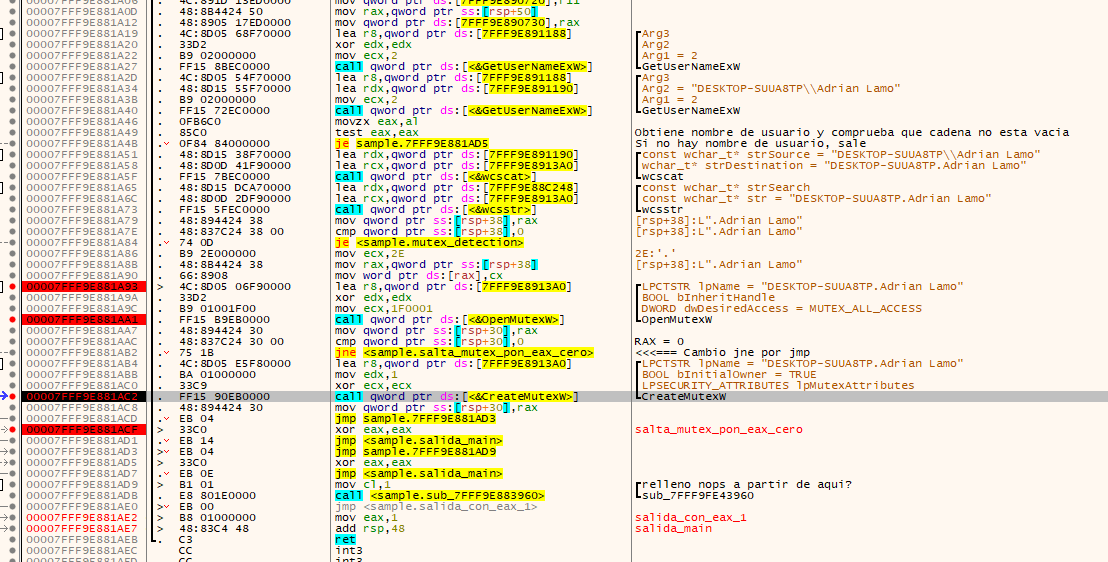 00007FFF9E881A06 . 4C:891D 13ED0000 mov qword ptr ds:[7FFF9E890720],r11
00007FFF9E881A0D . 48:8B4424 50 mov rax,qword ptr ss:[rsp+50]
00007FFF9E881A12 . 48:8905 17ED0000 mov qword ptr ds:[7FFF9E890730],rax
00007FFF9E881A19 . 4C:8D05 68F70000 lea r8,qword ptr ds:[7FFF9E891188] Arg3
00007FFF9E881A20 . 33D2 xor edx,edx Arg2
00007FFF9E881A22 . B9 02000000 mov ecx,2 Arg1 = 2
00007FFF9E881A27 . FF15 8BEC0000 call qword ptr ds:[<&GetUserNameExW>] GetUserNameExW
00007FFF9E881A2D . 4C:8D05 54F70000 lea r8,qword ptr ds:[7FFF9E891188] Arg3
00007FFF9E881A34 . 48:8D15 55F70000 lea rdx,qword ptr ds:[7FFF9E891190] Arg2 = "DESKTOP-SUUA8TP\\Adrian Lamo"
00007FFF9E881A3B . B9 02000000 mov ecx,2 Arg1 = 2
00007FFF9E881A40 . FF15 72EC0000 call qword ptr ds:[<&GetUserNameExW>] GetUserNameExW
00007FFF9E881A46 . 0FB6C0 movzx eax,al
00007FFF9E881A49 . 85C0 test eax,eax Obtiene nombre de usuario y comprueba que cadena no esta vacia
00007FFF9E881A4B . 0F84 84000000 je sample.7FFF9E881AD5 Si no hay nombre de usuario, sale
00007FFF9E881A51 . 48:8D15 38F70000 lea rdx,qword ptr ds:[7FFF9E891190] const wchar_t* strSource = "DESKTOP-SUUA8TP\\Adrian Lamo"
00007FFF9E881A58 . 48:8D0D 41F90000 lea rcx,qword ptr ds:[7FFF9E8913A0] wchar_t* strDestination = "DESKTOP-SUUA8TP.Adrian Lamo"
00007FFF9E881A5F . FF15 7BEC0000 call qword ptr ds:[<&wcscat>] wcscat
00007FFF9E881A65 . 48:8D15 DCA70000 lea rdx,qword ptr ds:[7FFF9E88C248] const wchar_t* strSearch
00007FFF9E881A6C . 48:8D0D 2DF90000 lea rcx,qword ptr ds:[7FFF9E8913A0] const wchar_t* str = "DESKTOP-SUUA8TP.Adrian Lamo"
00007FFF9E881A73 . FF15 5FEC0000 call qword ptr ds:[<&wcsstr>] wcsstr
00007FFF9E881A79 . 48:894424 38 mov qword ptr ss:[rsp+38],rax [rsp+38]:L".Adrian Lamo"
00007FFF9E881A7E . 48:837C24 38 00 cmp qword ptr ss:[rsp+38],0 [rsp+38]:L".Adrian Lamo"
00007FFF9E881A84 . 74 0D je <sample.mutex_detection>
00007FFF9E881A86 . B9 2E000000 mov ecx,2E 2E:'.'
00007FFF9E881A8B . 48:8B4424 38 mov rax,qword ptr ss:[rsp+38] [rsp+38]:L".Adrian Lamo"
00007FFF9E881A90 . 66:8908 mov word ptr ds:[rax],cx
00007FFF9E881A93 > 4C:8D05 06F90000 lea r8,qword ptr ds:[7FFF9E8913A0] LPCTSTR lpName = "DESKTOP-SUUA8TP.Adrian Lamo"
00007FFF9E881A9A . 33D2 xor edx,edx BOOL bInheritHandle
00007FFF9E881A9C . B9 01001F00 mov ecx,1F0001 DWORD dwDesiredAccess = MUTEX_ALL_ACCESS
00007FFF9E881AA1 . FF15 B9EB0000 call qword ptr ds:[<&OpenMutexW>] OpenMutexW
00007FFF9E881AA7 . 48:894424 30 mov qword ptr ss:[rsp+30],rax
00007FFF9E881AAC . 48:837C24 30 00 cmp qword ptr ss:[rsp+30],0 RAX = 0
00007FFF9E881AB2 . 75 1B jne <sample.salta_mutex_pon_eax_cero> <<<=== Cambio jne por jmp
00007FFF9E881AB4 . 4C:8D05 E5F80000 lea r8,qword ptr ds:[7FFF9E8913A0] LPCTSTR lpName = "DESKTOP-SUUA8TP.Adrian Lamo"
00007FFF9E881ABB . BA 01000000 mov edx,1 BOOL bInitialOwner = TRUE
00007FFF9E881AC0 . 33C9 xor ecx,ecx LPSECURITY_ATTRIBUTES lpMutexAttributes
00007FFF9E881AC2 . FF15 90EB0000 call qword ptr ds:[<&CreateMutexW>] CreateMutexW
00007FFF9E881AC8 . 48:894424 30 mov qword ptr ss:[rsp+30],rax
00007FFF9E881ACD . EB 04 jmp sample.7FFF9E881AD3
00007FFF9E881ACF > 33C0 xor eax,eax salta_mutex_pon_eax_cero
00007FFF9E881AD1 . EB 14 jmp <sample.salida_main>
00007FFF9E881AD3 > EB 04 jmp sample.7FFF9E881AD9
00007FFF9E881AD5 > 33C0 xor eax,eax
00007FFF9E881AD7 . EB 0E jmp <sample.salida_main>
00007FFF9E881AD9 > B1 01 mov cl,1 relleno nops a partir de aqui?
00007FFF9E881ADB . E8 801E0000 call <sample.sub_7FFF9E883960> sub_7FFF9FE43960
00007FFF9E881AE0 > EB 00 jmp <sample.salida_con_eax_1>
00007FFF9E881AE2 > B8 01000000 mov eax,1 salida_con_eax_1
00007FFF9E881AE7 > 48:83C4 48 add rsp,48 salida_main
00007FFF9E881AEB . C3 ret
00007FFF9E881AEC CC int3
00007FFF9E881AED CC int3